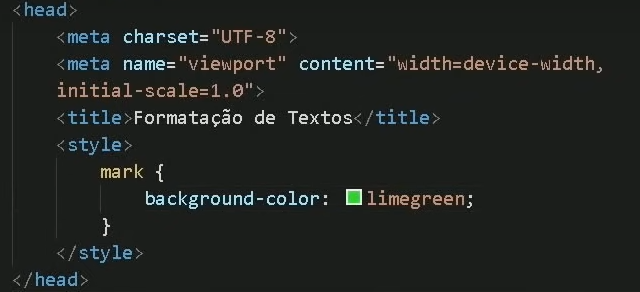 <head>
<meta charset="UTF-8">
<meta name="viewport" content="width=device-width,
initial-scale=1.0">
<title>Formatação de Textos</title>
<style>
mark {
background-color: limegreen;
}
</style>
</head>